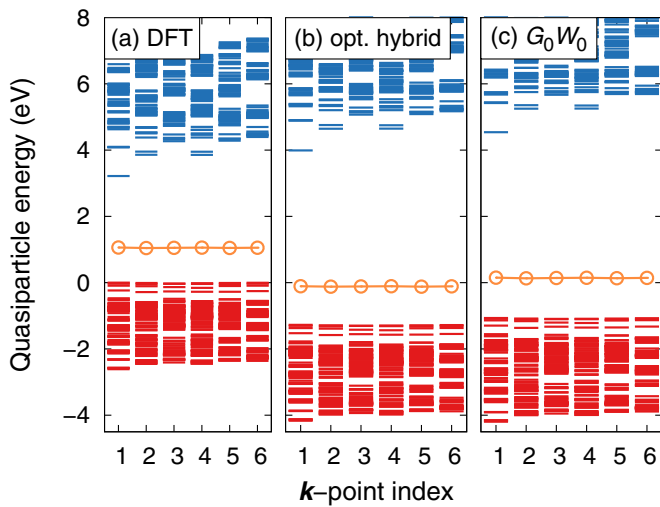 (a) DFT
(b) opt. hybrid
(c) G₀W₀
Quasiparticle energy (eV)
8
6
4
2
0
−2
−4
1 2 3 4 5 6
1 2 3 4 5 6
1 2 3 4 5 6
k−point index